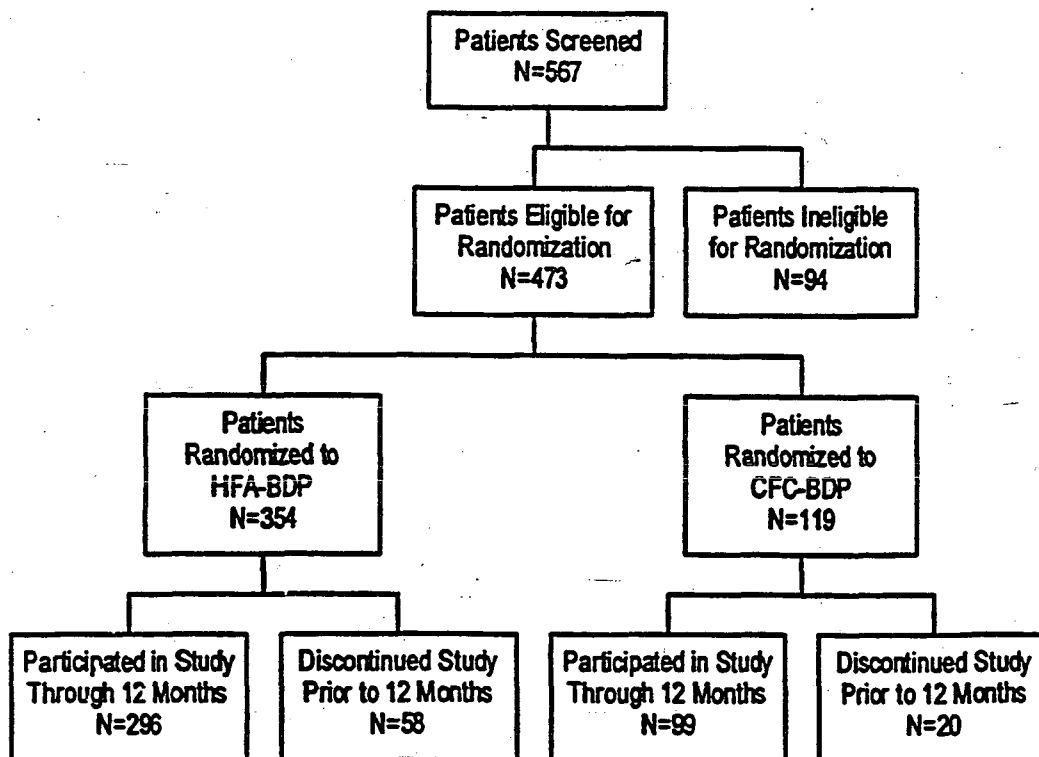 Patients Screened
N=567
Patients Eligible for
Randomization
N=473
Patients Ineligible
for Randomization
N=94
Patients
Randomized to
HFA-BDP
N=354
Patients
Randomized to
CFC-BDP
N=119
Participated in Study
Through 12 Months
N=296
Discontinued Study
Prior to 12 Months
N=58
Participated in Study
Through 12 Months
N=99
Discontinued Study
Prior to 12 Months
N=20